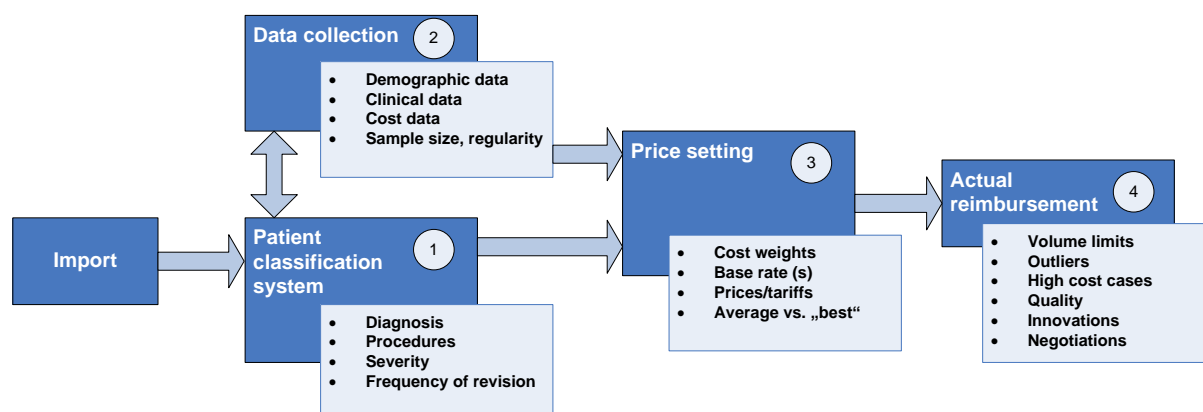 Data collection
2
• Demographic data
• Clinical data
• Cost data
• Sample size, regularity
Import
Patient
classification
system
1
• Diagnosis
• Procedures
• Severity
• Frequency of revision
Price setting
3
• Cost weights
• Base rate (s)
• Prices/tariffs
• Average vs. „best“
Actual
reimbursement
4
• Volume limits
• Outliers
• High cost cases
• Quality
• Innovations
• Negotiations